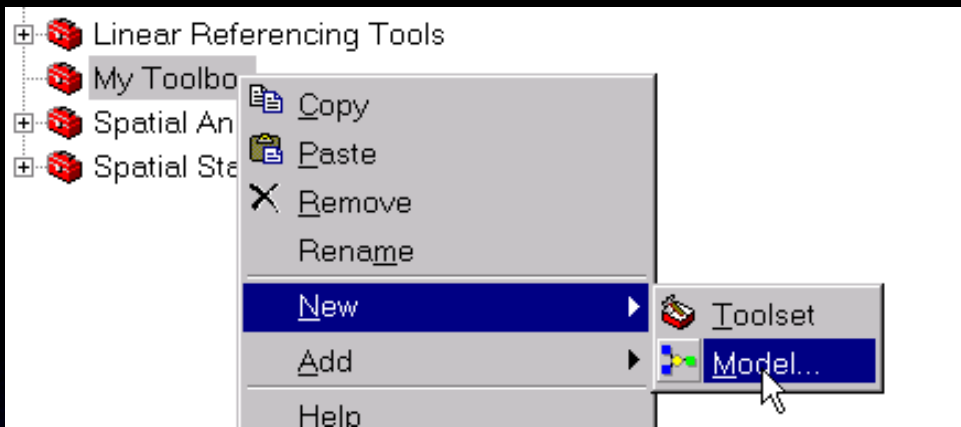 Linear Referencing Tools
My Toolbo
Spatial An
Spatial Sta
Copy
Paste
Remove
Rename
New
Add
Help
Toolset
Model...